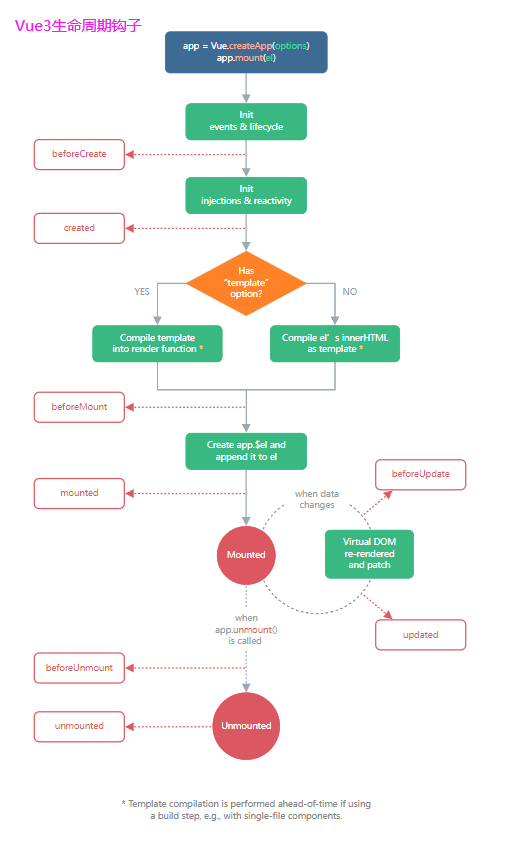 Vue3生命周期钩子
app = Vue.createApp(options)
app.mount(el)
Init
events & lifecycle
beforeCreate
Init
injections & reactivity
created
Has
“template”
option?
YES
NO
Compile template
into render function *
Compile el’s innerHTML
as template *
beforeMount
Create app.$el and
append it to el
mounted
when data
changes
beforeUpdate
Mounted
Virtual DOM
re-rendered
and patch
updated
when
app.unmount()
is called
beforeUnmount
unmounted
Unmounted
* Template compilation is performed ahead-of-time if using
a build step, e.g., with single-file components.